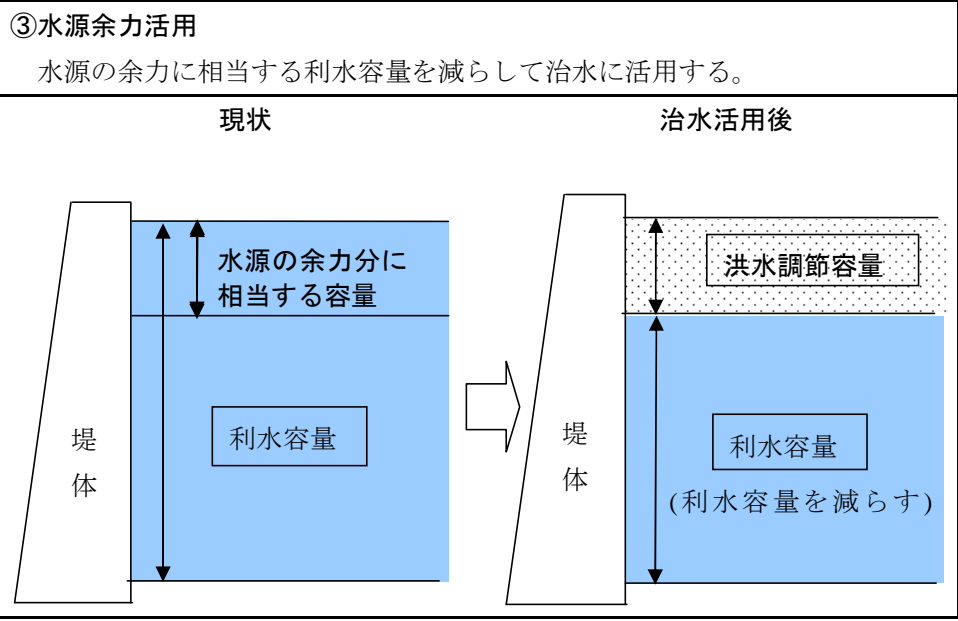 ③水源余力活用
水源の余力に相当する利水容量を減らして治水に活用する。
現状
治水活用後
水源の余力分に
相当する容量
利水容量
堤
体
洪水調節容量
利水容量
(利水容量を減らす)
堤
体